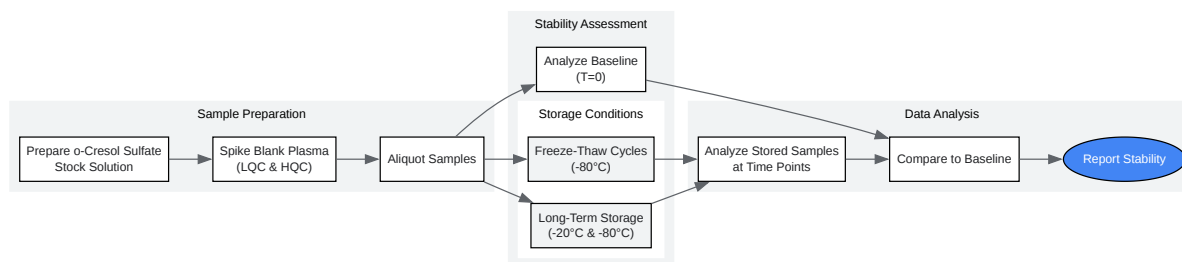 Stability Assessment
Analyze Baseline
(T=0)
Sample Preparation
Storage Conditions
Data Analysis
Prepare o-Cresol Sulfate
Stock Solution
Spike Blank Plasma
(LQC & HQC)
Aliquot Samples
Freeze-Thaw Cycles
(-80°C)
Analyze Stored Samples
at Time Points
Compare to Baseline
Report Stability
Long-Term Storage
(-20°C & -80°C)